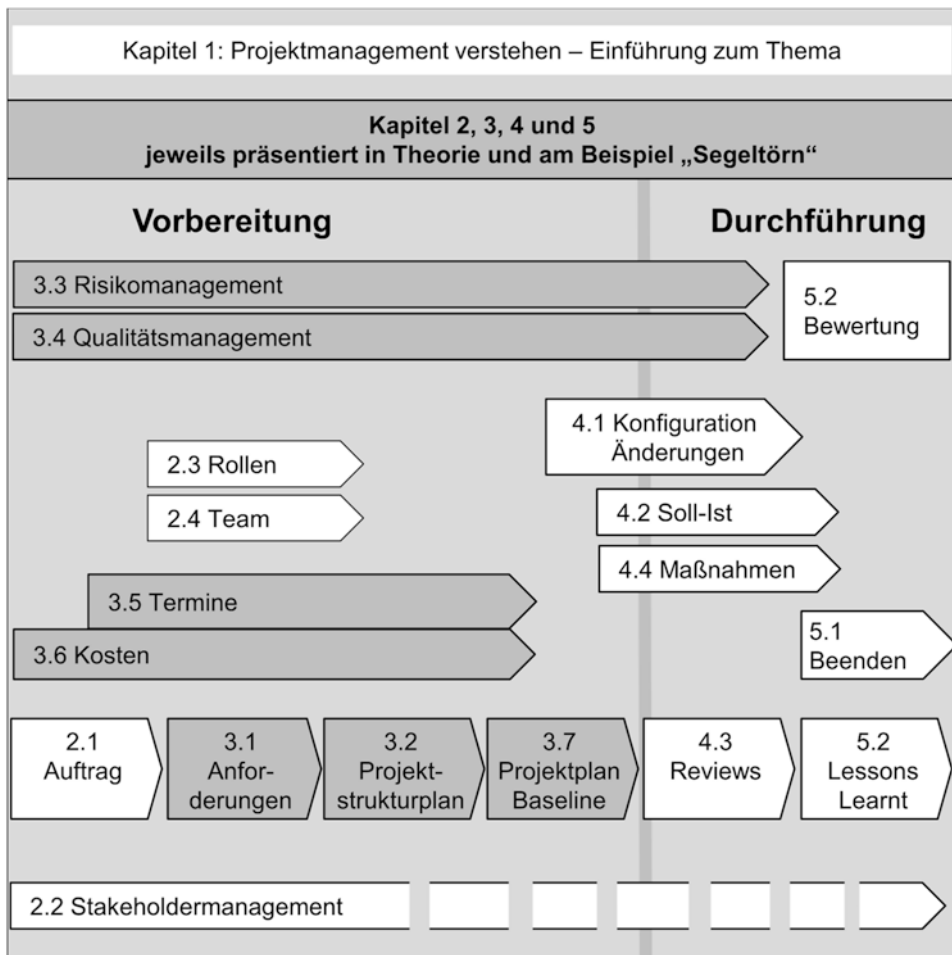 Kapitel 1: Projektmanagement verstehen – Einführung zum Thema
Kapitel 2, 3, 4 und 5
jeweils präsentiert in Theorie und am Beispiel „Segeltörn“
Vorbereitung
Durchführung
3.3 Risikomanagement
3.4 Qualitätsmanagement
5.2
Bewertung
4.1 Konfiguration
Änderungen
2.3 Rollen
2.4 Team
4.2 Soll-Ist
4.4 Maßnahmen
3.5 Termine
3.6 Kosten
5.1
Beenden
2.1
Auftrag
3.1
Anfor-
derungen
3.2
Projekt-
strukturplan
3.7
Projektplan
Baseline
4.3
Reviews
5.2
Lessons
Learnt
2.2 Stakeholdermanagement